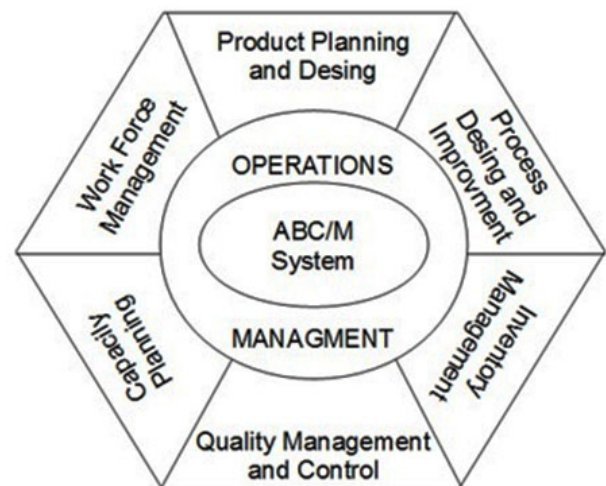 Product Planning
and Desing
Process
Desing and
Improvment
Inventory
Management
Quality Management
and Control
Capacity
Planning
Work Force
Management
OPERATIONS
ABC/M
System
MANAGMENT